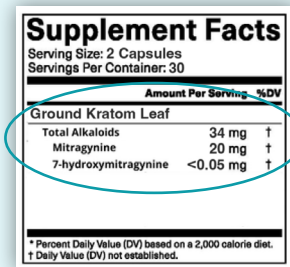 Supplement Facts
Serving Size: 2 Capsules
Servings Per Container: 30
Amount Per Serving %DV
Ground Kratom Leaf
Total Alkaloids 34 mg †
Mitragynine 20 mg †
7-hydroxymitragynine <0.05 mg †
* Percent Daily Value (DV) based on a 2,000 calorie diet.
† Daily Value (DV) not established.